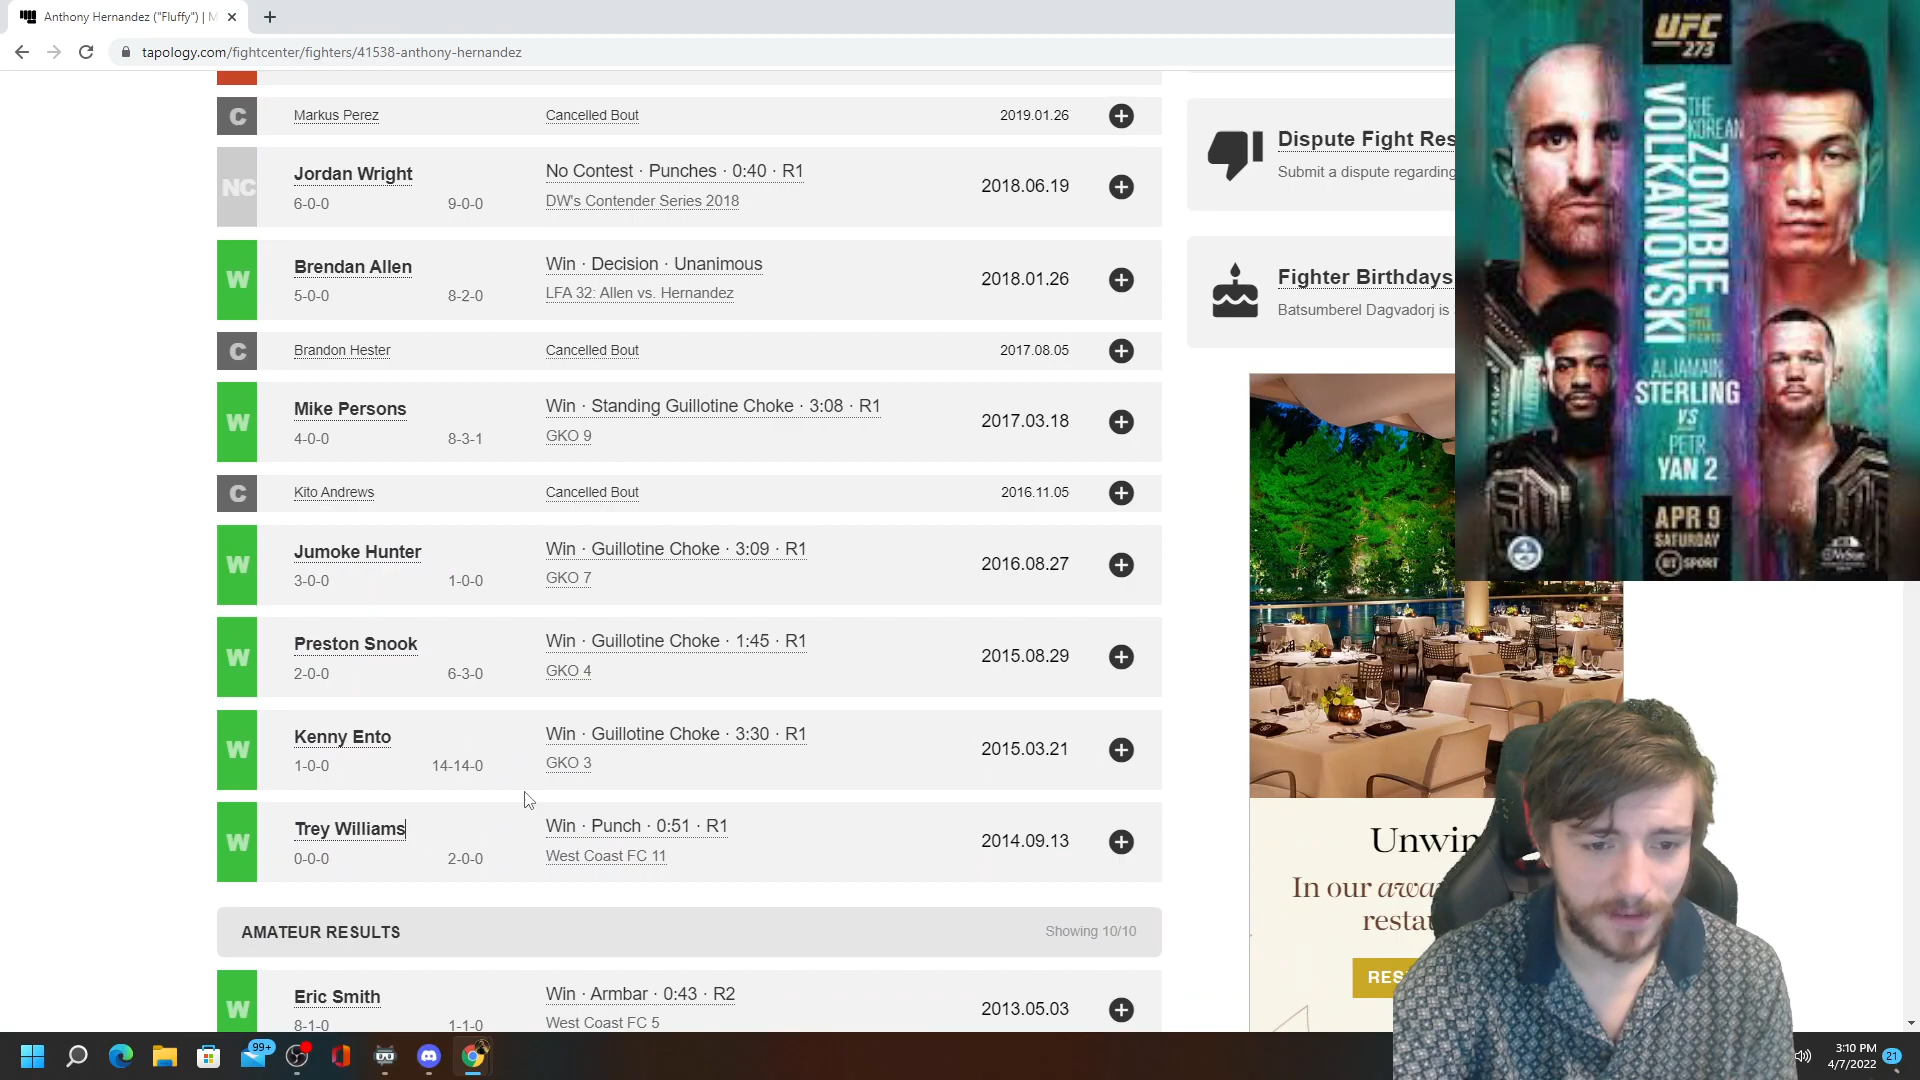 Anthony Hernandez ("Fluffy") | M
tapology.com/fightcenter/fighters/41538-anthony-hernandez
C Markus Perez Cancelled Bout 2019.01.26
NC Jordan Wright No Contest · Punches · 0:40 · R1 2018.06.19
6-0-0 9-0-0 DW's Contender Series 2018
W Brendan Allen Win · Decision · Unanimous 2018.01.26
5-0-0 8-2-0 LFA 32: Allen vs. Hernandez
C Brandon Hester Cancelled Bout 2017.08.05
W Mike Persons Win · Standing Guillotine Choke · 3:08 · R1 2017.03.18
4-0-0 8-3-1 GKO 9
C Kito Andrews Cancelled Bout 2016.11.05
W Jumoke Hunter Win · Guillotine Choke · 3:09 · R1 2016.08.27
3-0-0 1-0-0 GKO 7
W Preston Snook Win · Guillotine Choke · 1:45 · R1 2015.08.29
2-0-0 6-3-0 GKO 4
W Kenny Ento Win · Guillotine Choke · 3:30 · R1 2015.03.21
1-0-0 14-14-0 GKO 3
W Trey Williams Win · Punch · 0:51 · R1 2014.09.13
0-0-0 2-0-0 West Coast FC 11
AMATEUR RESULTS Showing 10/10
W Eric Smith Win · Armbar · 0:43 · R2 2013.05.03
8-1-0 1-1-0 West Coast FC 5
Dispute Fight Res
Submit a dispute regarding
Fighter Birthdays
Batsumberel Dagvadorj is
UFC
273
VOLKANOVSKI
THE KOREAN
ZOMBIE
ALJAMAIN
STERLING
VS
PETR
YAN 2
APR 9
SATURDAY
BT SPORT
Unwin
In our awa
restau
RES
99+
3:10 PM
4/7/2022
21